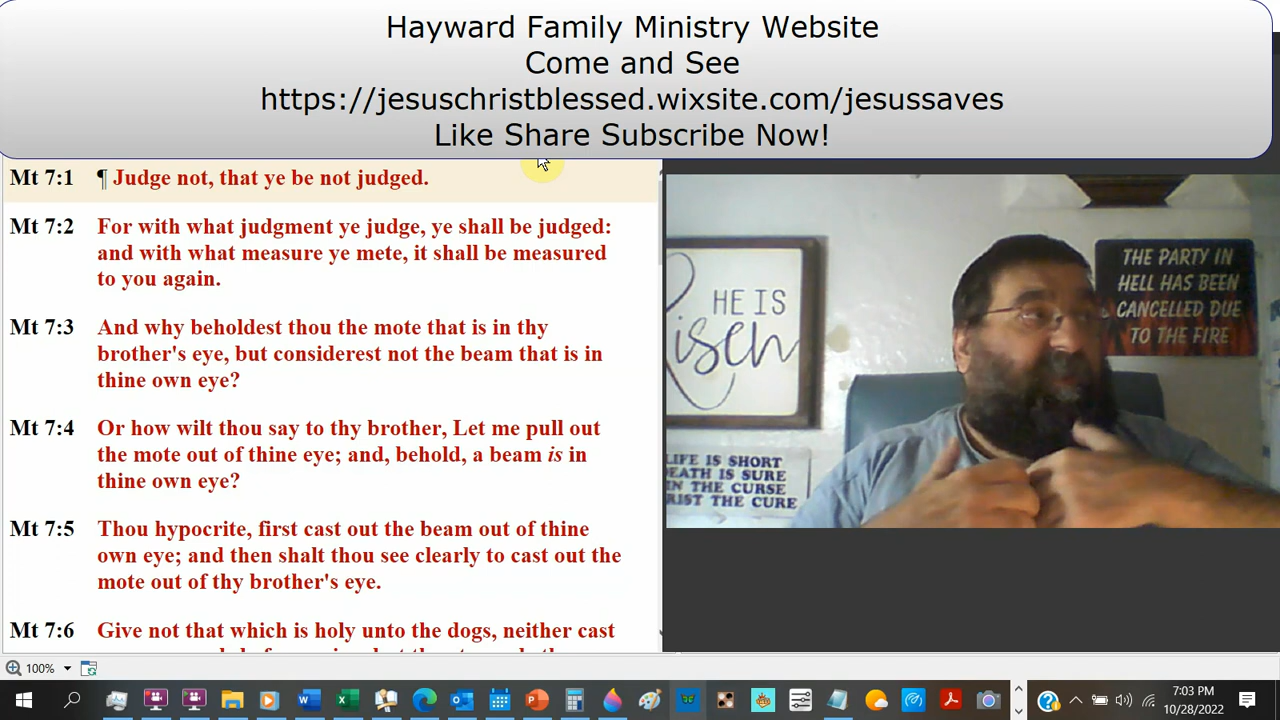 Hayward Family Ministry Website
Come and See
https://jesuschristblessed.wixsite.com/jesussaves
Like Share Subscribe Now!
Mt 7:1 ¶ Judge not, that ye be not judged.
Mt 7:2 For with what judgment ye judge, ye shall be judged:
and with what measure ye mete, it shall be measured
to you again.
Mt 7:3 And why beholdest thou the mote that is in thy
brother's eye, but considerest not the beam that is in
thine own eye?
Mt 7:4 Or how wilt thou say to thy brother, Let me pull out
the mote out of thine eye; and, behold, a beam is in
thine own eye?
Mt 7:5 Thou hypocrite, first cast out the beam out of thine
own eye; and then shalt thou see clearly to cast out the
mote out of thy brother's eye.
Mt 7:6 Give not that which is holy unto the dogs, neither cast
HE IS
Risen
THE PARTY IN
HELL HAS BEEN
CANCELLED DUE
TO THE FIRE
LIFE IS SHORT
EATH IS SURE
IN THE CURSE
RIST THE CURE
100%
7:03 PM
10/28/2022